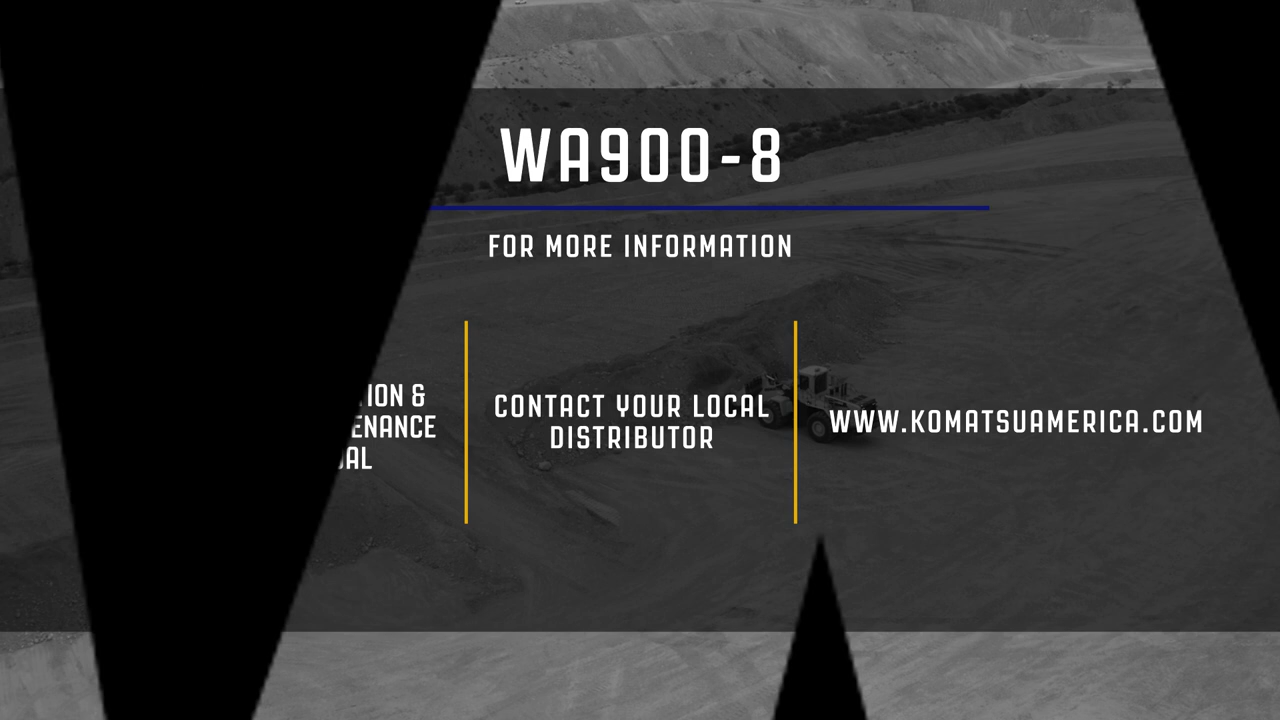 WA900-8
FOR MORE INFORMATION
&
CONTACT YOUR LOCAL
DISTRIBUTOR
WWW.KOMATSUAMERICA.COM